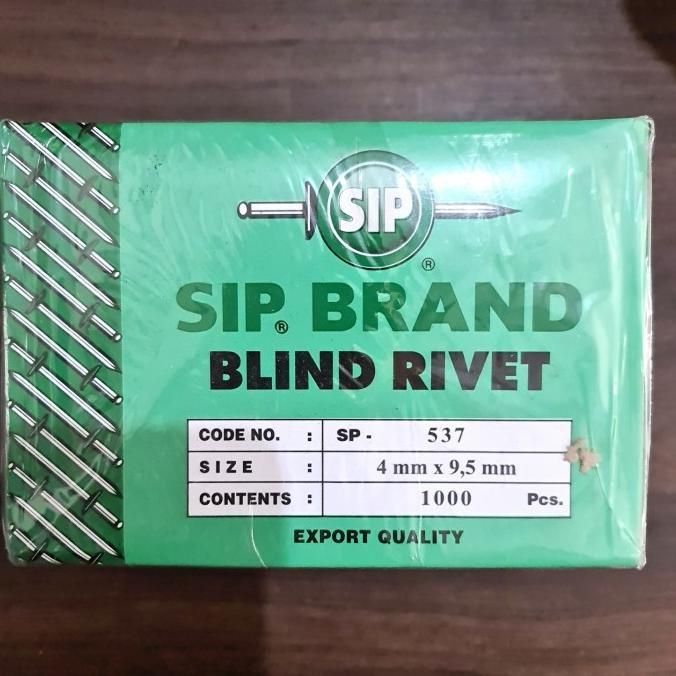 SIP
®
SIP® BRAND
BLIND RIVET
CODE NO. : SP - 537
SIZE : 4 mm x 9,5 mm
CONTENTS : 1000 Pcs.
EXPORT QUALITY